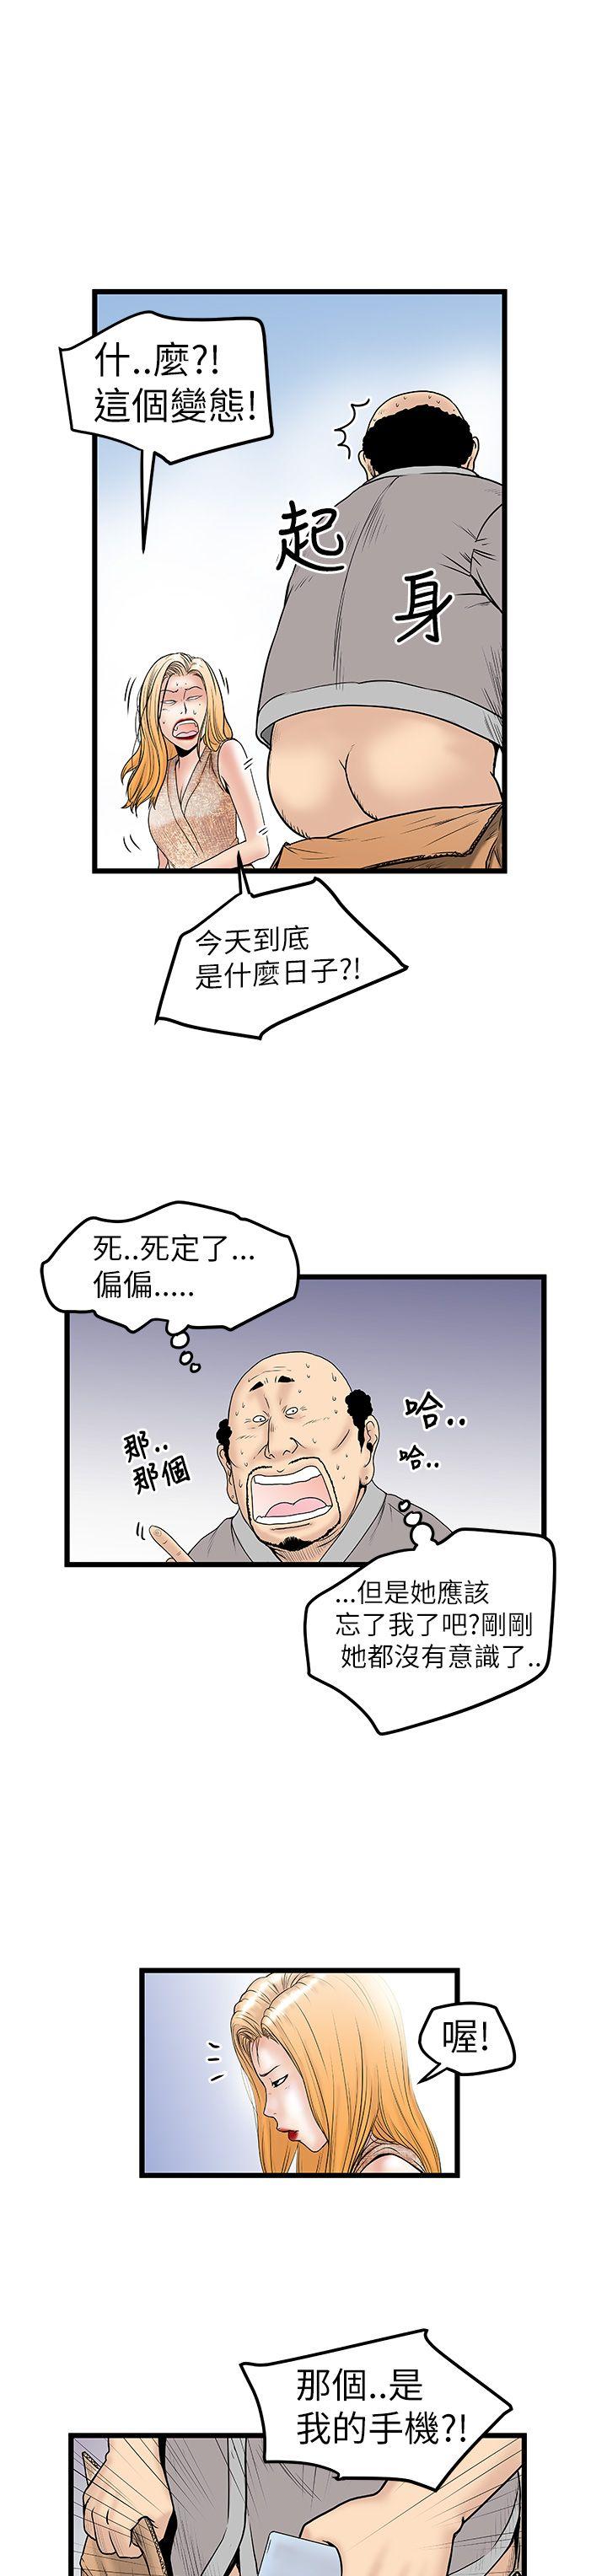 什..麼?!
這個變態!
起
身
今天到底
是什麼日子?!
死..死定了...
偏偏.....
那..
那個
哈..
哈..
...但是她應該
忘了我了吧?剛剛
她都沒有意識了..
喔!
那個..是
我的手機?!